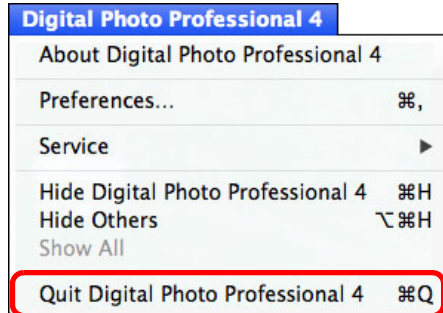 Digital Photo Professional 4
About Digital Photo Professional 4
Preferences... ⌘,
Service ▶
Hide Digital Photo Professional 4 ⌘H
Hide Others ⌥⌘H
Show All
Quit Digital Photo Professional 4 ⌘Q